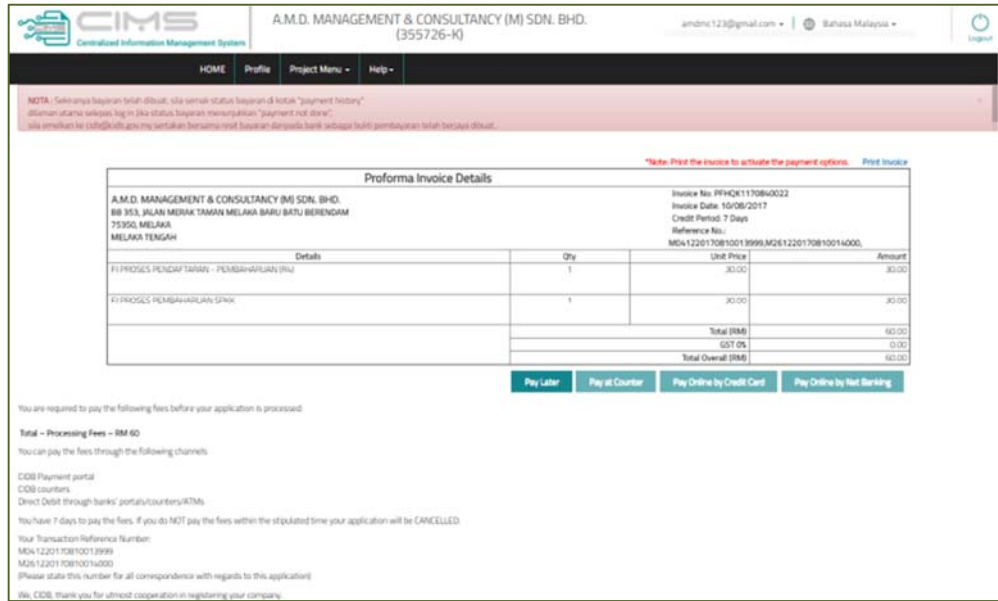 CIMS
Centralized Information Management System
A.M.D. MANAGEMENT & CONSULTANCY (M) SDN. BHD.
(355726-K)
amdmc123@gmail.com
Bahasa Malaysia
Logout
HOME Profile Project Menu Help
NOTA : Sekiranya bayaran telah dibuat, sila semak status bayaran di kotak "payment history"
dilaman utama selepas log in Jika status bayaran menunjukkan "payment not done",
sila emelkan ke cidb@cidb.gov.my sertakan bersama resit bayaran daripada bank sebagai bukti pembayaran telah berjaya dibuat.
*Note: Print the invoice to activate the payment options. Print Invoice
Proforma Invoice Details
A.M.D. MANAGEMENT & CONSULTANCY (M) SDN. BHD.
BB 353, JALAN MERAK TAMAN MELAKA BARU BATU BERENDAM
75350, MELAKA
MELAKA TENGAH
Invoice No: PFHQK1170840022
Invoice Date: 10/08/2017
Credit Period: 7 Days
Reference No.:
M041220170810013999,M261220170810014000,
Details Qty Unit Price Amount
FI PROSES PENDAFTARAN - PEMBAHARUAN 1 30.00 30.00
FI PROSES PEMBAHARUAN SPKK 1 30.00 30.00
Total (RM) 60.00
GST 0% 0.00
Total Overall (RM) 60.00
Pay Later Pay at Counter Pay Online by Credit Card Pay Online by Net Banking
You are required to pay the following fees before your application is processed:
Total – Processing Fees – RM 60
You can pay the fees through the following channels
CIDB Payment portal
CIDB counters
Direct Debit through banks' portals/counters/ATMs
You have 7 days to pay the fees. If you do NOT pay the fees within the stipulated time your application will be CANCELLED.
Your Transaction Reference Number:
M041220170810013999
M261220170810014000
(Please state this number for all correspondence with regards to this application)
We, CIDB, thank you for utmost cooperation in registering your company.